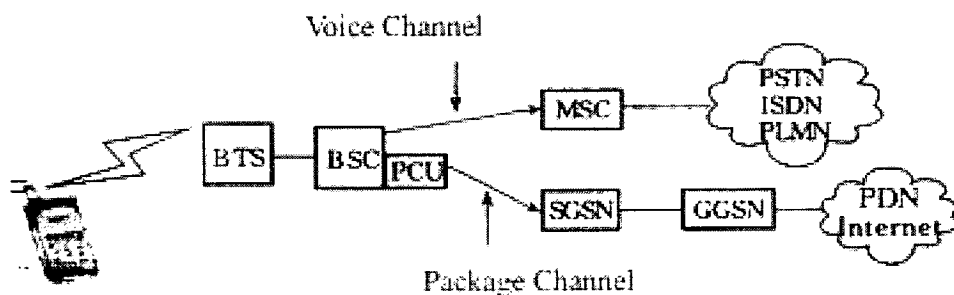 Voice Channel
PSTN
ISDN
PLMN
MSC
BTS
BSC
PCU
SGSN
GGSN
PDN
Internet
Package Channel